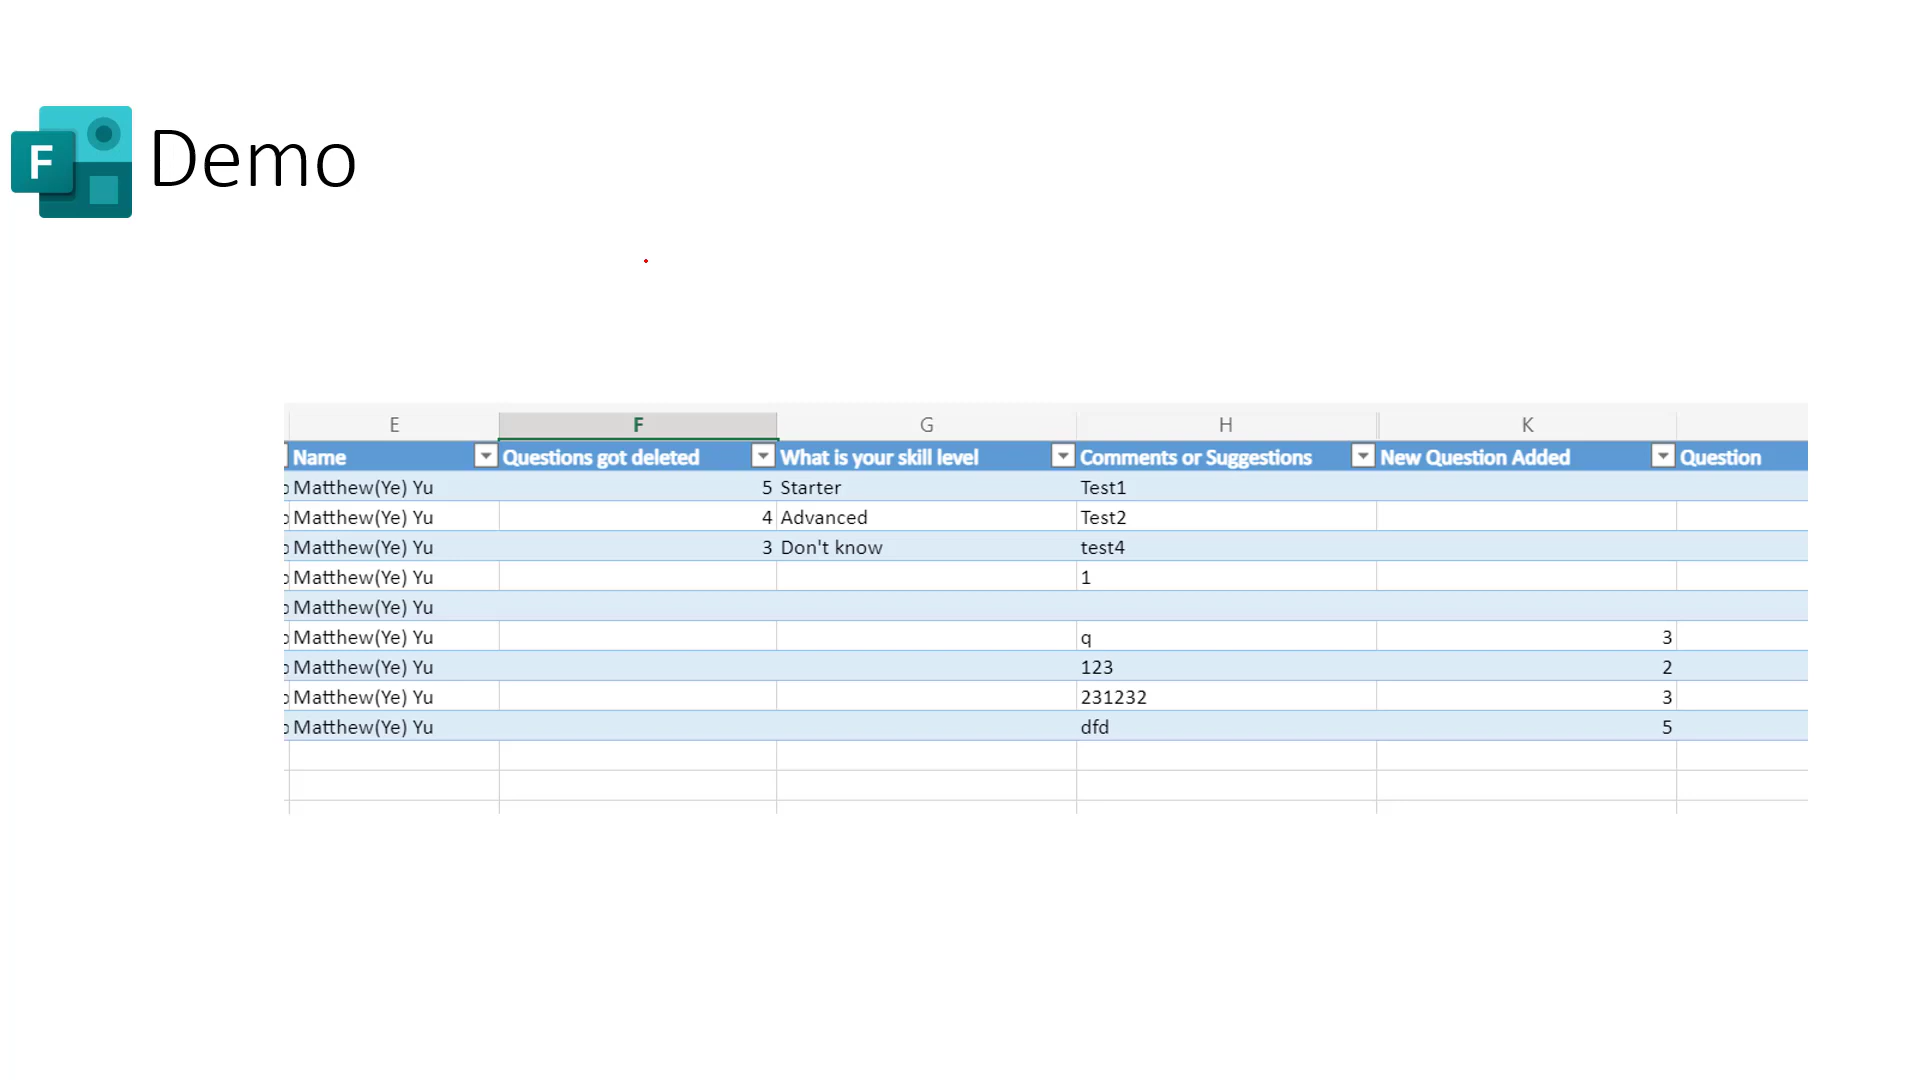 F Demo
E F G H K
Name Questions got deleted What is your skill level Comments or Suggestions New Question Added Question
Matthew(Ye) Yu 5 Starter Test1
Matthew(Ye) Yu 4 Advanced Test2
Matthew(Ye) Yu 3 Don't know test4
Matthew(Ye) Yu 1
Matthew(Ye) Yu
Matthew(Ye) Yu q 3
Matthew(Ye) Yu 123 2
Matthew(Ye) Yu 231232 3
Matthew(Ye) Yu dfd 5